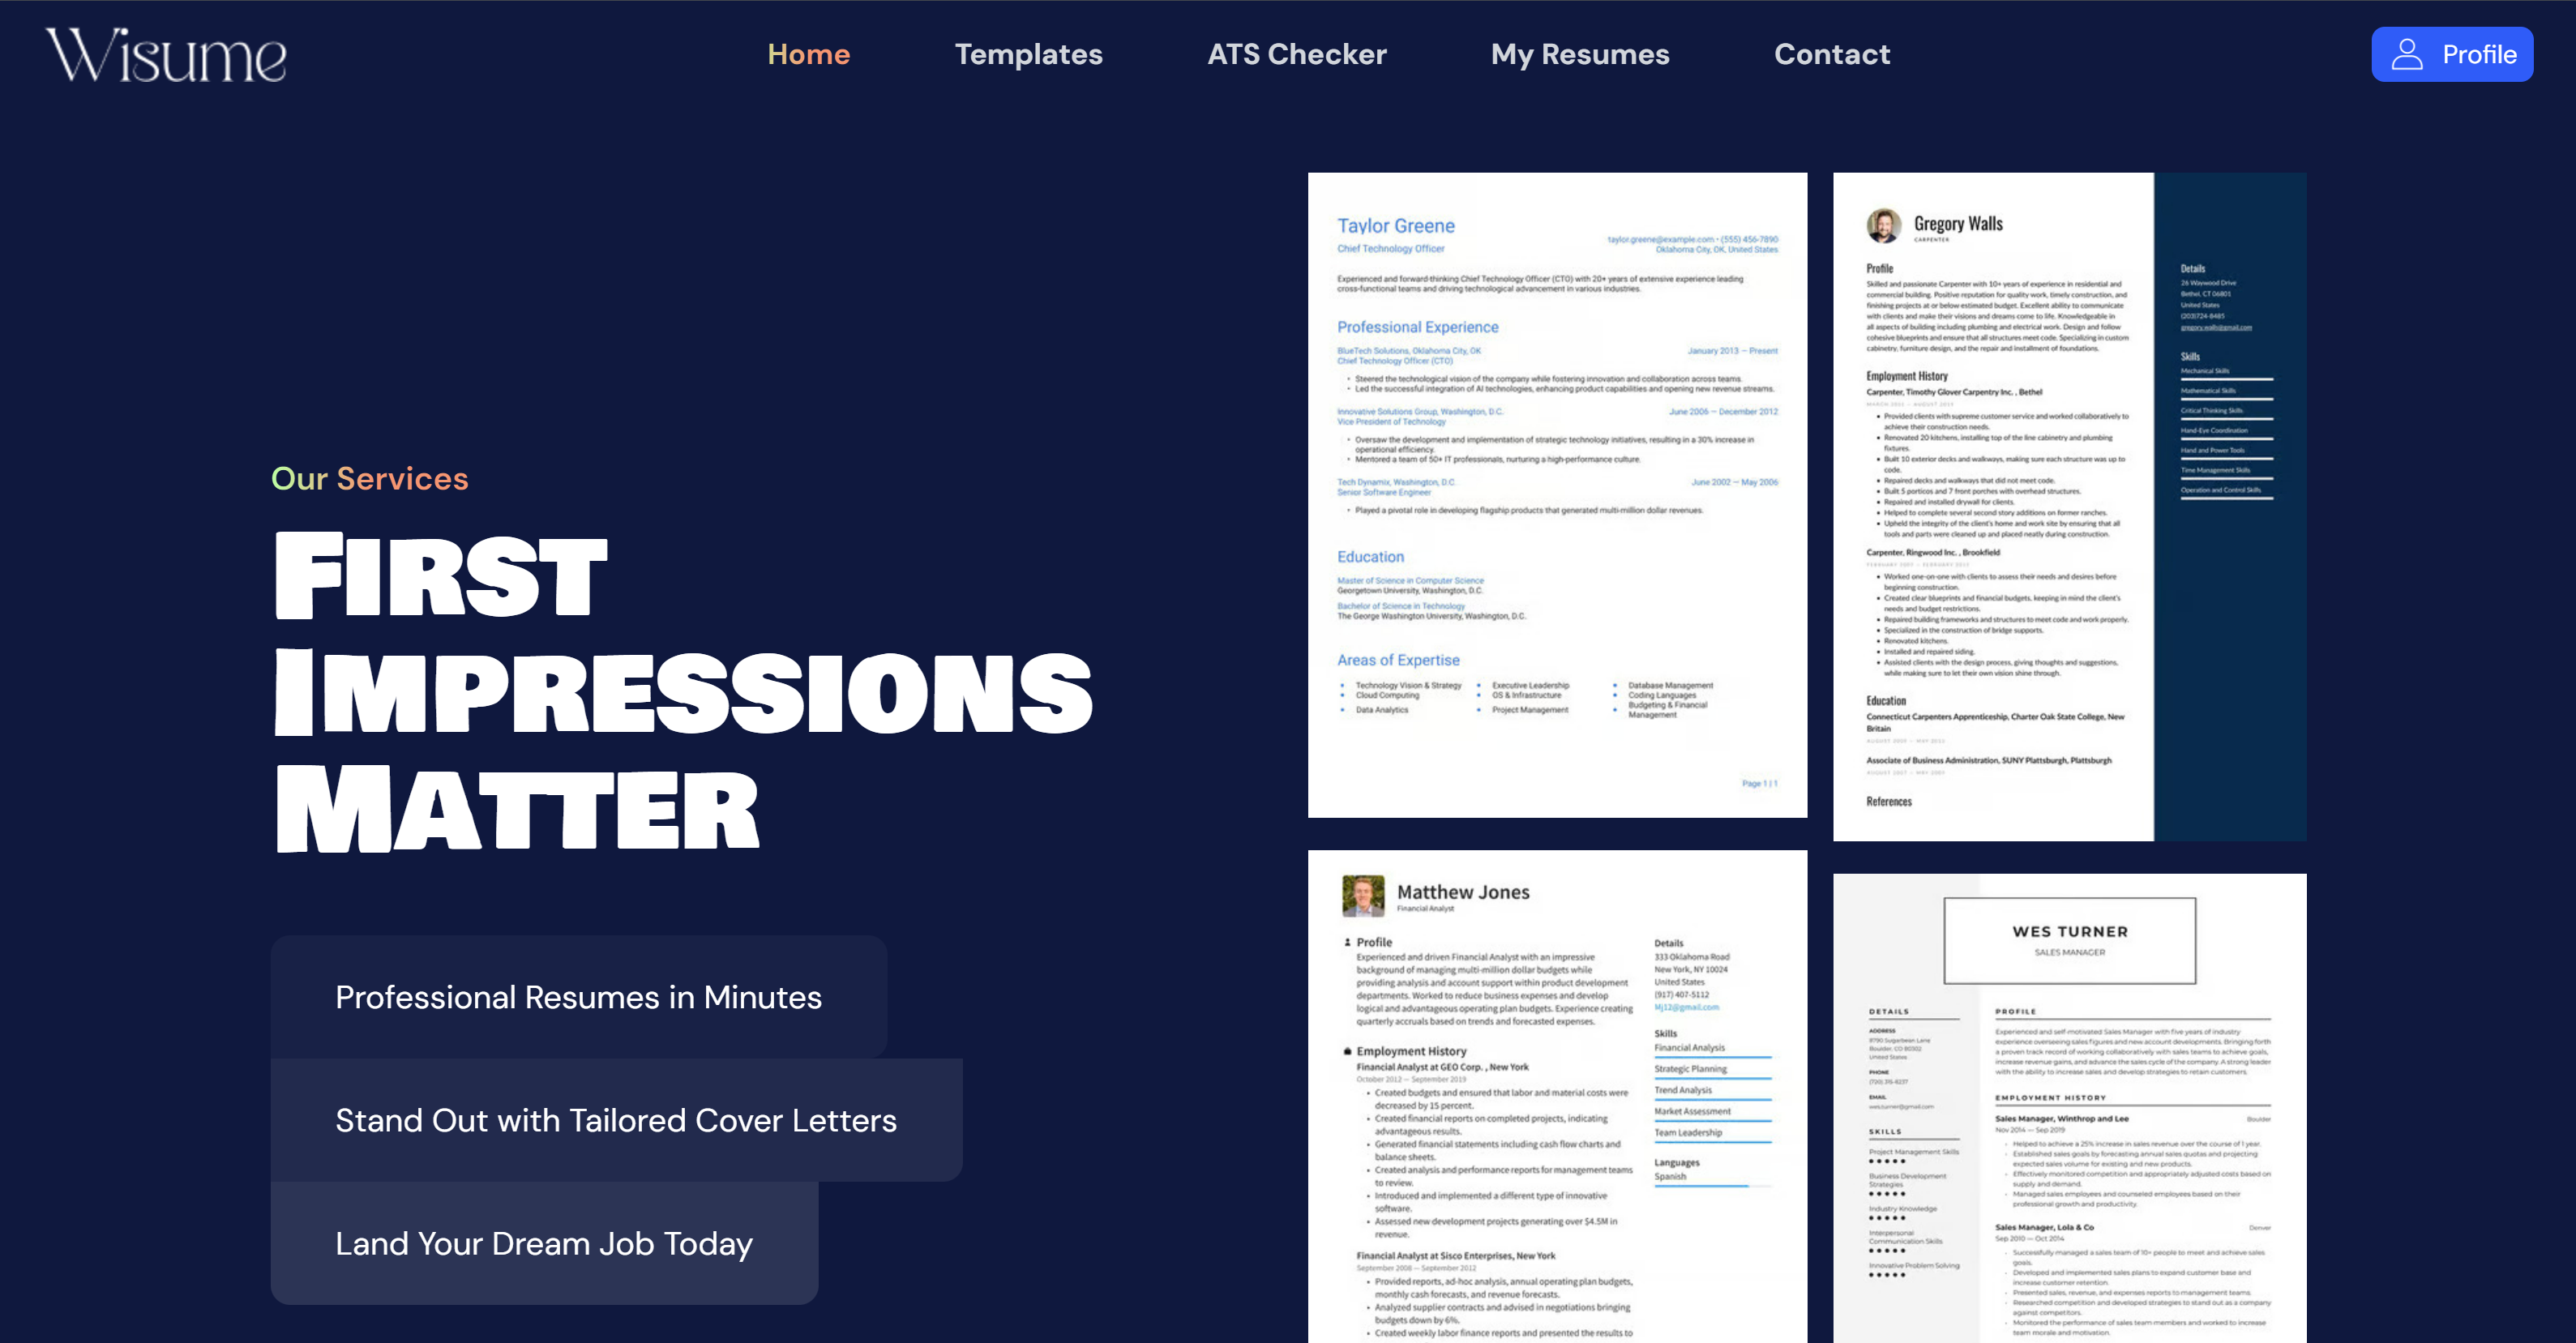 Wisume
Home
Templates
ATS Checker
My Resumes
Contact
Profile
Our Services
First
Impressions
Matter
Professional Resumes in Minutes
Stand Out with Tailored Cover Letters
Land Your Dream Job Today
Taylor Greene
Chief Technology Officer
taylor.greene@example.com • (555) 456-7890
Oklahoma City, OK, United States
Experienced and forward-thinking Chief Technology Officer (CTO) with 20+ years of extensive experience leading
cross-functional teams and driving technological advancement in various industries.
Professional Experience
BlueTech Solutions, Oklahoma City, OK
January 2013 — Present
Chief Technology Officer (CTO)
• Steered the technological vision of the company while fostering innovation and collaboration across teams.
• Led the successful integration of AI technologies, enhancing product capabilities and opening new revenue streams.
Innovative Solutions Group, Washington, D.C.
June 2006 — December 2012
Vice President of Technology
• Oversaw the development and implementation of strategic technology initiatives, resulting in a 30% increase in
operational efficiency.
• Mentored a team of 50+ IT professionals, nurturing a high-performance culture.
Tech Dynamix, Washington, D.C.
June 2002 — May 2006
Senior Software Engineer
• Played a pivotal role in developing flagship products that generated multi-million dollar revenues.
Education
Master of Science in Computer Science
Georgetown University, Washington, D.C.
Bachelor of Science in Technology
The George Washington University, Washington, D.C.
Areas of Expertise
• Technology Vision & Strategy
• Cloud Computing
• Data Analytics
• Executive Leadership
• OS & Infrastructure
• Project Management
• Database Management
• Coding Languages
Budgeting & Financial
Management
Page 1 | 1
Gregory Walls
CARPENTER
Profile
Skilled and passionate Carpenter with 10+ years of experience in residential and
commercial building. Positive reputation for quality work, timely construction, and
finishing projects at or below estimated budget. Excellent ability to communicate
with clients and make their visions and dreams come to life. Knowledgeable in
all aspects of building including plumbing and electrical work. Design and follow
cohesive blueprints and ensure that all structures meet code. Specializing in custom
cabinetry, furniture design, and the repair and installment of foundations.
Employment History
Carpenter, Timothy Glover Carpentry Inc. , Bethel
• Provided clients with supreme customer service and worked collaboratively to
achieve their construction needs.
• Renovated 20 kitchens, installing top of the line cabinetry and plumbing
fixtures.
• Built 10 exterior decks and walkways, making sure each structure was up to
code.
• Repaired decks and walkways that did not meet code.
• Built 5 porticos and 7 front porches with overhead structures.
• Repaired and installed drywall for clients.
• Helped to complete several second story additions on former ranches.
• Upheld the integrity of the client's home and work site by ensuring that all
tools and parts were cleaned up and placed neatly during construction.
Carpenter, Ringwood Inc. , Brookfield
• Worked one-on-one with clients to assess their needs and desires before
beginning construction.
• Created clear blueprints and financial budgets, keeping in mind the client's
needs and budget restrictions.
• Repaired building frameworks and structures to meet code and work properly.
• Specialized in the construction of bridge supports.
• Renovated kitchens.
• Installed and repaired siding.
• Assisted clients with the design process, giving thoughts and suggestions,
while making sure to let their own vision shine through.
Education
Connecticut Carpenters Apprenticeship, Charter Oak State College, New
Britain
Associate of Business Administration, SUNY Plattsburgh, Plattsburgh
References
Details
26 Waywood Drive
Bethel, CT 06801
United States
(203)724-8485
gregory.walls@gmail.com
Skills
Mechanical Skills
Mathematical Skills
Critical Thinking Skills
Hand-Eye Coordination
Hand and Power Tools
Time Management Skills
Operation and Control Skills
Matthew Jones
Financial Analyst
Profile
Experienced and driven Financial Analyst with an impressive
background of managing multi-million dollar budgets while
providing analysis and account support within product development
departments. Worked to reduce business expenses and develop
logical and advantageous operating plan budgets. Experience creating
quarterly accruals based on trends and forecasted expenses.
Employment History
Financial Analyst at GEO Corp. , New York
October 2012 — September 2019
• Created budgets and ensured that labor and material costs were
decreased by 15 percent.
• Created financial reports on completed projects, indicating
advantageous results.
• Generated financial statements including cash flow charts and
balance sheets.
• Created analysis and performance reports for management teams
to review.
• Introduced and implemented a different type of innovative
software.
• Assessed new development projects generating over $4.5M in
revenue.
Financial Analyst at Sisco Enterprises, New York
September 2008 — September 2012
• Provided reports, ad-hoc analysis, annual operating plan budgets,
monthly cash forecasts, and revenue forecasts.
• Analyzed supplier contracts and advised in negotiations bringing
budgets down by 6%.
• Created weekly labor finance reports and presented the results to
Details
333 Oklahoma Road
New York, NY 10024
United States
(917) 407-5112
Mj12@gmail.com
Skills
Financial Analysis
Strategic Planning
Trend Analysis
Market Assessment
Team Leadership
Languages
Spanish
WES TURNER
SALES MANAGER
DETAILS
ADDRESS
8790 Sugarbean Lane
Boulder, CO 80302
United States
PHONE
(720) 315-8237
EMAIL
wes.turner@gmail.com
SKILLS
Project Management Skills
Business Development
Strategies
Industry Knowledge
Interpersonal
Communication Skills
Innovative Problem Solving
PROFILE
Experienced and self-motivated Sales Manager with five years of industry
experience overseeing sales figures and new account developments. Bringing forth
a proven track record of working collaboratively with sales teams to achieve goals,
increase revenue gains, and advance the sales cycle of the company. A strong leader
with the ability to increase sales and develop strategies to retain customers.
EMPLOYMENT HISTORY
Sales Manager, Winthrop and Lee
Boulder
Nov 2014 — Sep 2019
• Helped to achieve a 25% increase in sales revenue over the course of 1 year.
• Established sales goals by forecasting annual sales quotas and projecting
expected sales volume for existing and new products.
• Effectively monitored competition and appropriately adjusted costs based on
supply and demand.
• Managed sales employees and counseled employees based on their
professional growth and productivity.
Sales Manager, Lola & Co
Denver
Sep 2010 — Oct 2014
• Successfully managed a sales team of 10+ people to meet and achieve sales
goals.
• Developed and implemented sales plans to expand customer base and
increase customer retention.
• Presented sales, revenue, and expenses reports to management teams.
• Researched competition and developed strategies to stand out as a company
against competitors.
• Monitored the performance of sales team members and worked to increase
team morale and motivation.